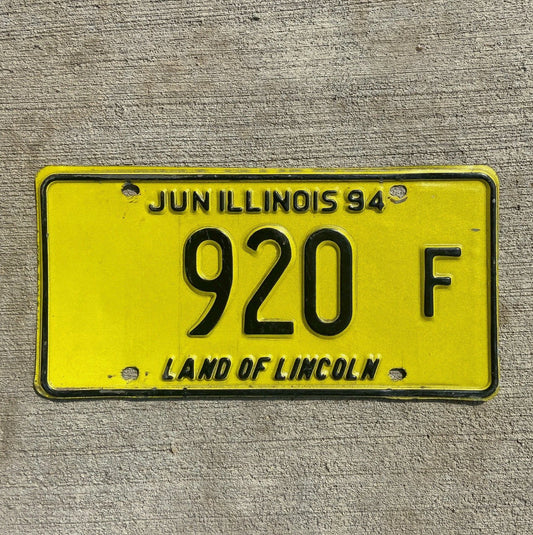 JUN ILLINOIS 94
920 F
LAND OF LINCOLN